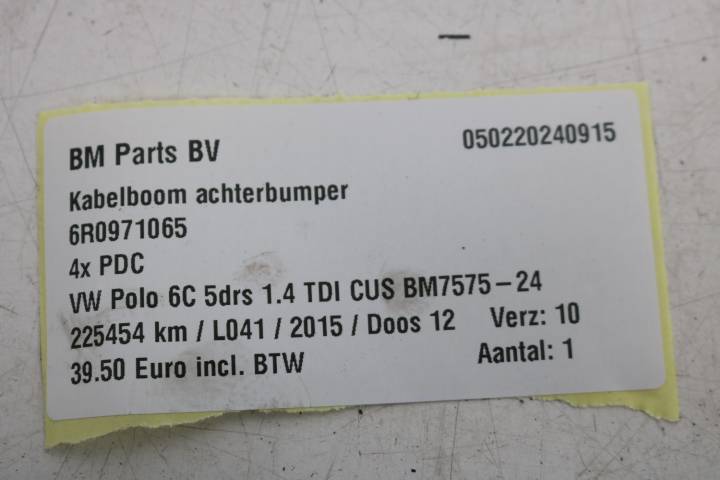 BM Parts BV 050220240915
Kabelboom achterbumper
6R0971065
4x PDC
VW Polo 6C 5drs 1.4 TDI CUS BM7575-24
225454 km / L041 / 2015 / Doos 12 Verz: 10
39.50 Euro incl. BTW Aantal: 1